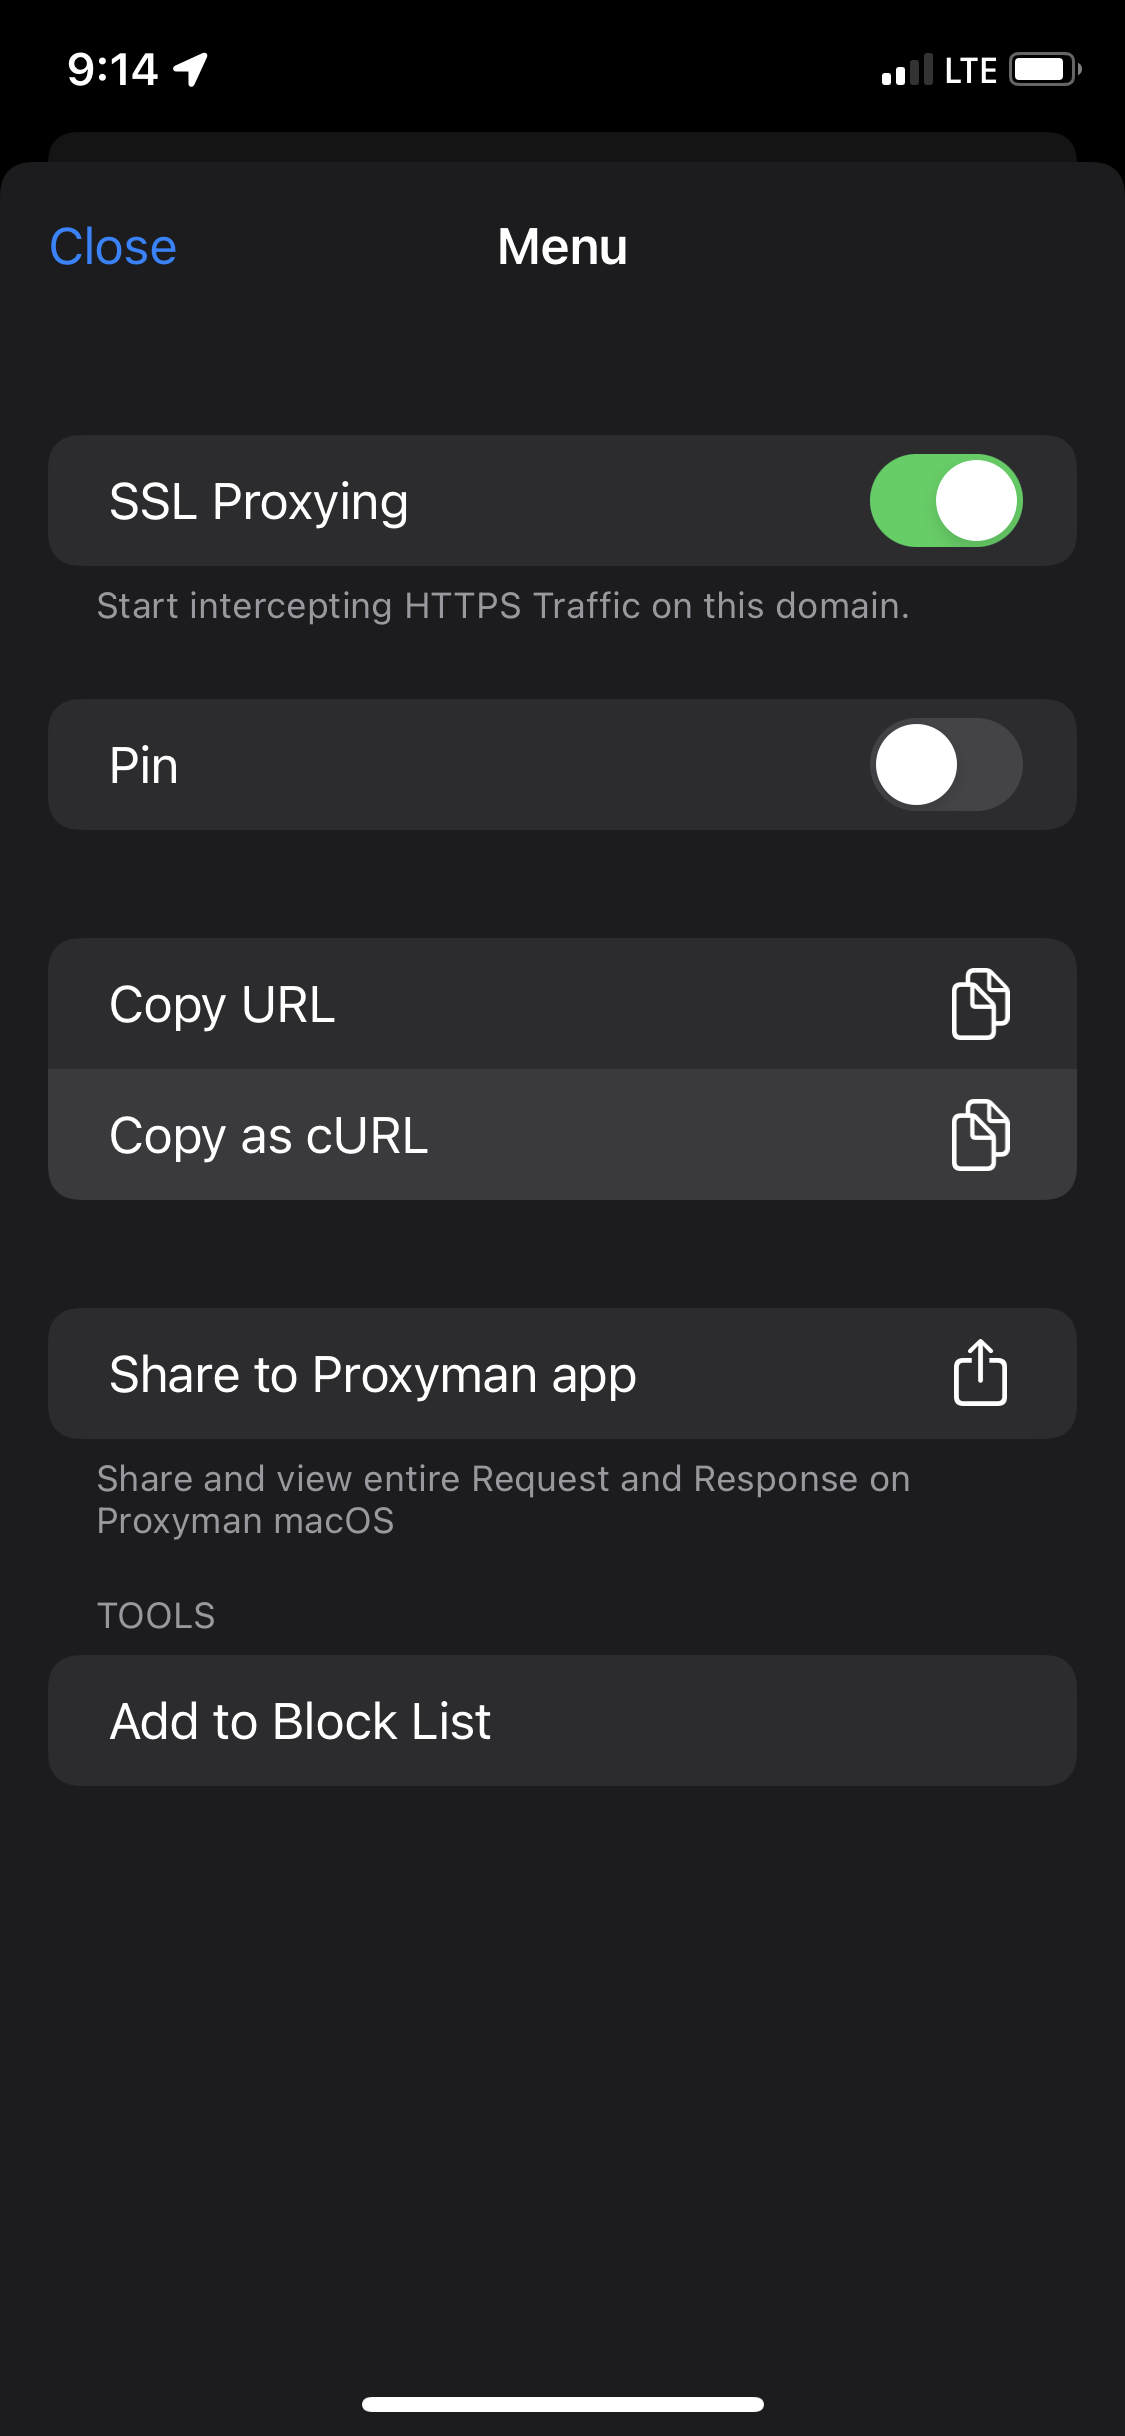 9:14
LTE
Close
Menu
SSL Proxying
Start intercepting HTTPS Traffic on this domain.
Pin
Copy URL
Copy as cURL
Share to Proxyman app
Share and view entire Request and Response on
Proxyman macOS
TOOLS
Add to Block List